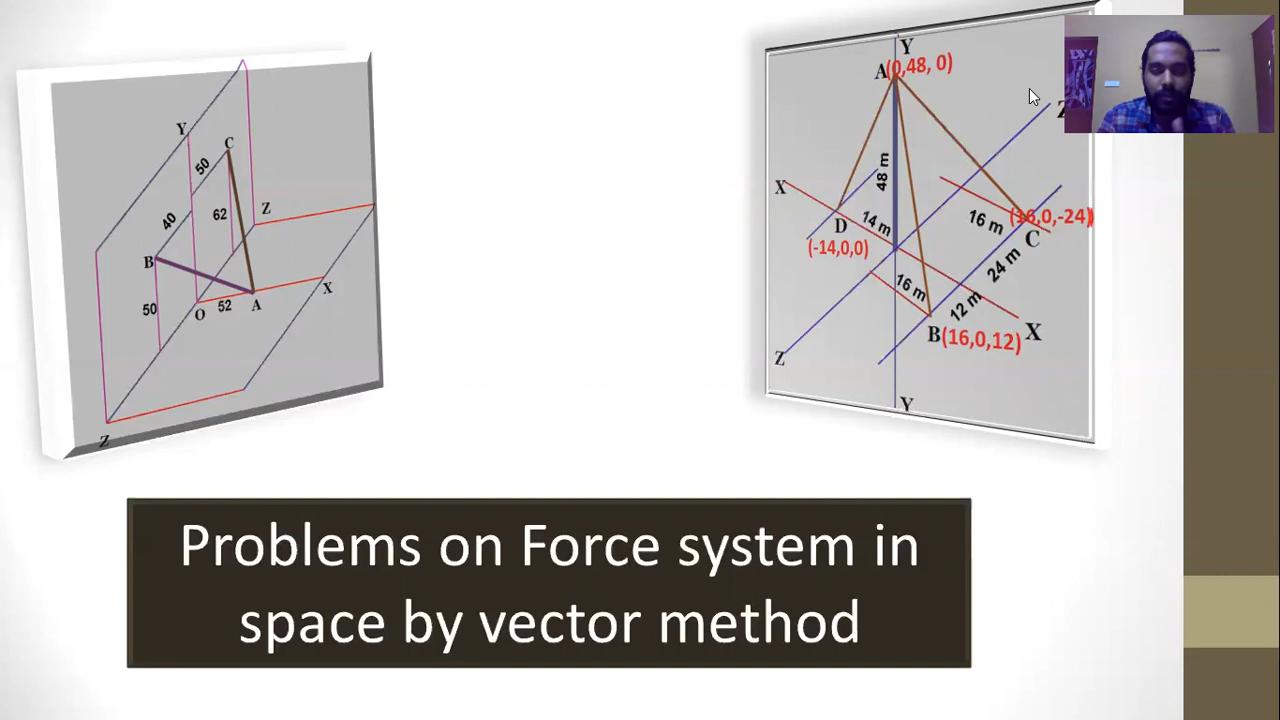 Y
C
50
40
62
Z
B
50
O
52
A
X
Z
Y
A(0,48, 0)
Z
48 m
X
D
14 m
(-14,0,0)
16 m
(16,0,-24)
C
24 m
16 m
12 m
B(16,0,12)
X
Z
Y
Problems on Force system in
space by vector method